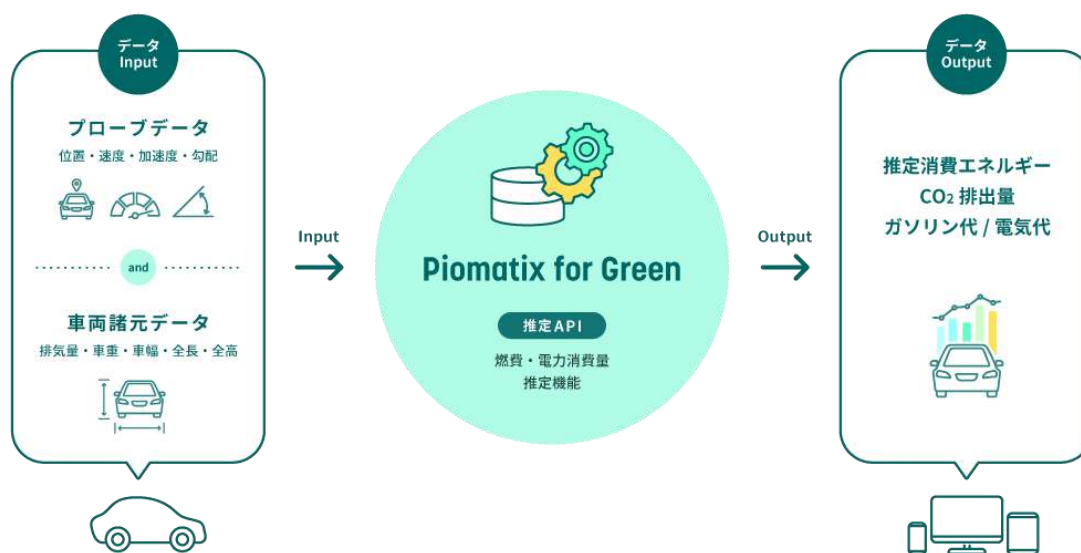 データ
Input
プローブデータ
位置・速度・加速度・勾配
and
車両諸元データ
排気量・車重・車幅・全長・全高
Input
Piomatix for Green
推定API
燃費・電力消費量
推定機能
Output
データ
Output
推定消費エネルギー
CO₂ 排出量
ガソリン代 / 電気代